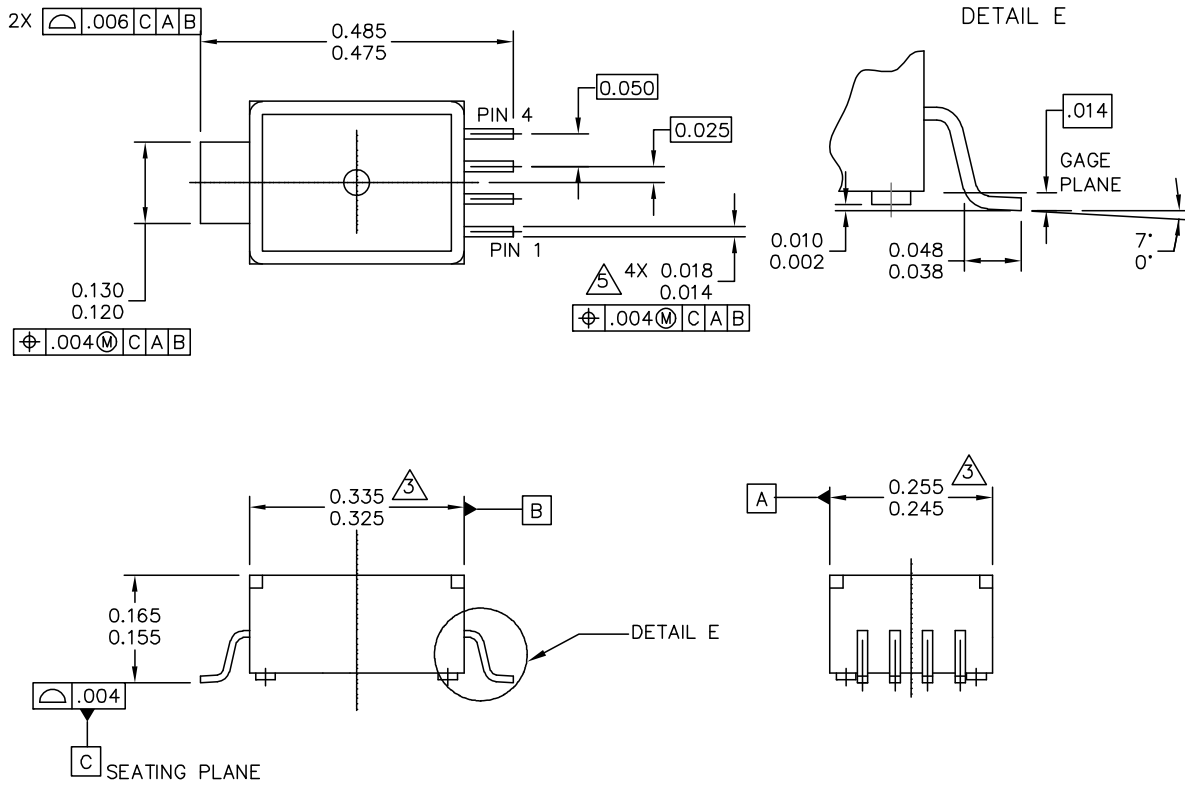 DETAIL E
2X ⌓ .006 C A B
0.485
0.475
0.050
PIN 4
0.025
.014
GAGE
PLANE
PIN 1
0.010
0.002
0.048
0.038
7°
0°
5 4X 0.018
0.014
⌖ .004Ⓜ C A B
0.130
0.120
⌖ .004Ⓜ C A B
0.335 3
0.325
B
A
0.255 3
0.245
0.165
0.155
DETAIL E
⌓ .004
C SEATING PLANE